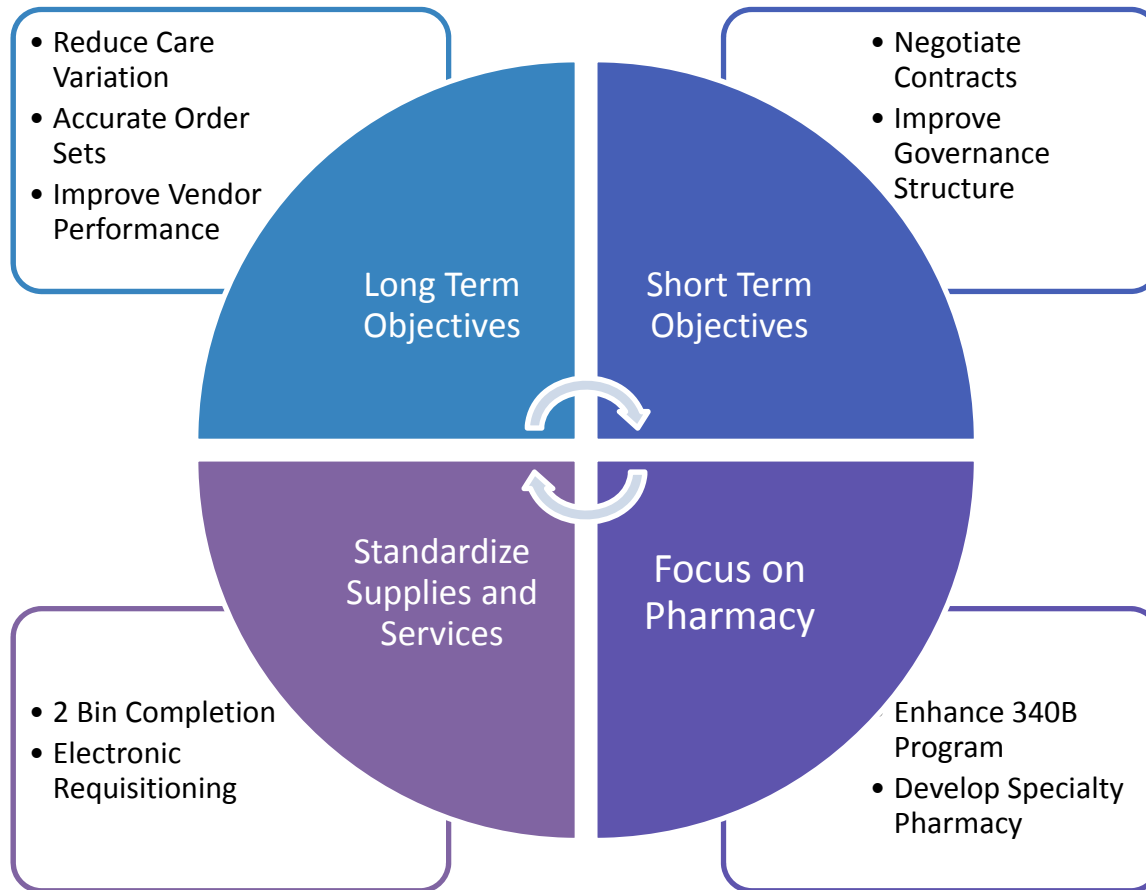 • Reduce Care
Variation
• Accurate Order
Sets
• Improve Vendor
Performance
• Negotiate
Contracts
• Improve
Governance
Structure
Long Term
Objectives
Short Term
Objectives
Standardize
Supplies and
Services
Focus on
Pharmacy
• 2 Bin Completion
• Electronic
Requisitioning
Enhance 340B
Program
• Develop Specialty
Pharmacy